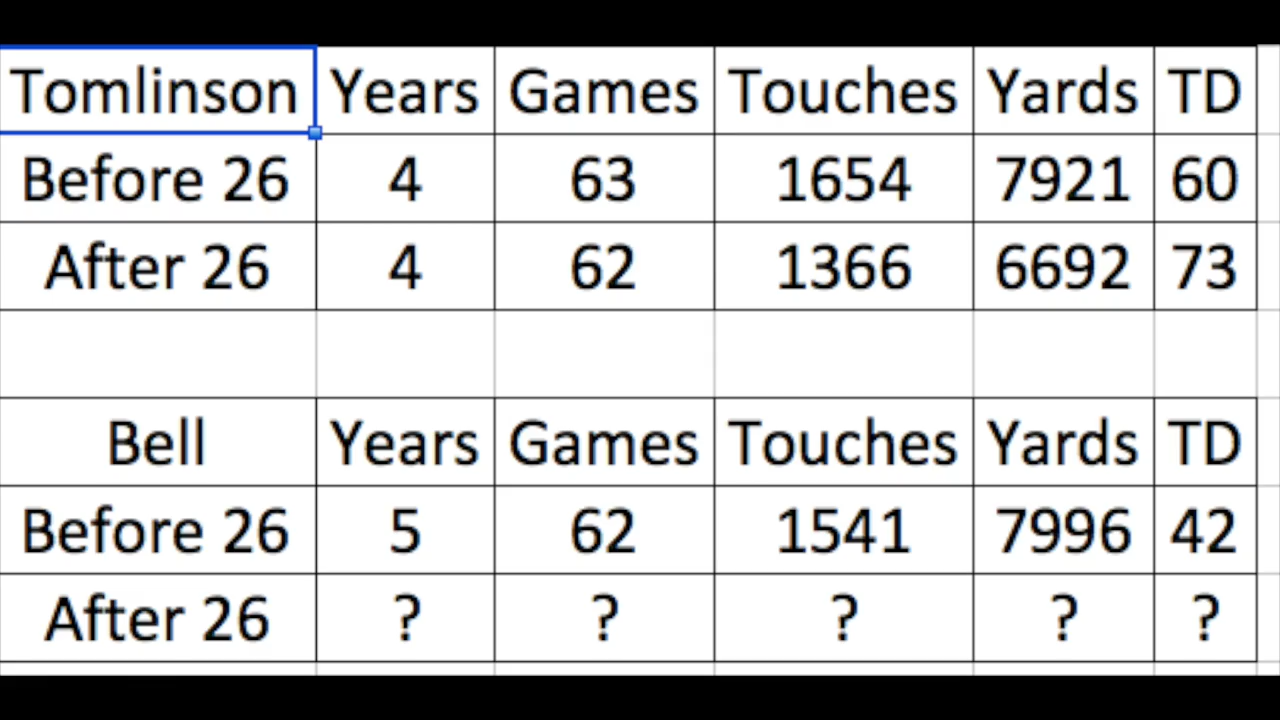 Tomlinson Years Games Touches Yards TD
Before 26 4 63 1654 7921 60
After 26 4 62 1366 6692 73
Bell Years Games Touches Yards TD
Before 26 5 62 1541 7996 42
After 26 ? ? ? ? ?